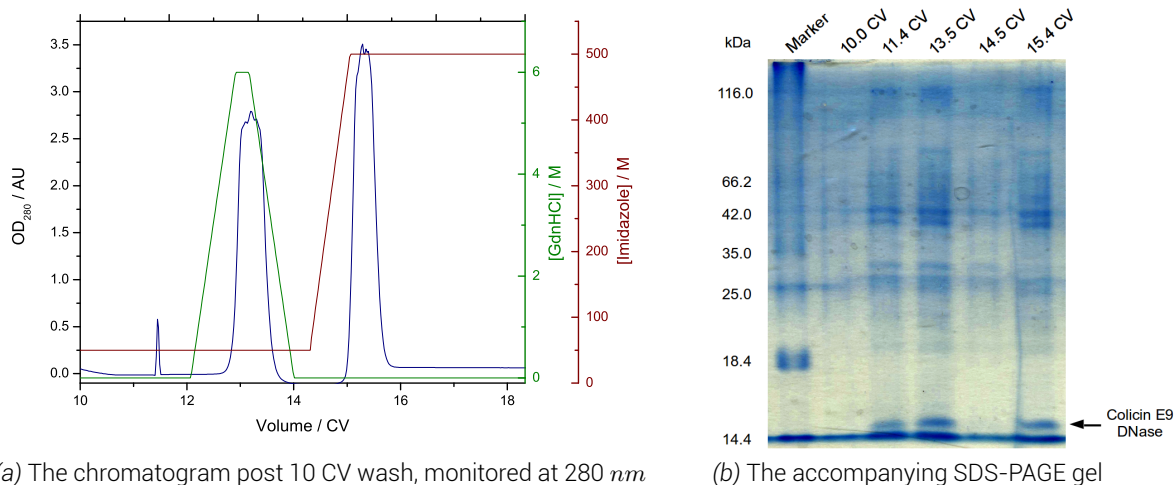 3.5
3.0
2.5
2.0
1.5
1.0
0.5
0.0
OD280 / AU
10
12
14
16
18
Volume / CV
6
4
2
0
[GdnHCl] / M
500
400
300
200
100
0
[Imidazole] / M
(a) The chromatogram post 10 CV wash, monitored at 280 nm
kDa
Marker
10.0 CV
11.4 CV
13.5 CV
14.5 CV
15.4 CV
116.0
66.2
42.0
35.0
25.0
18.4
14.4
Colicin E9
DNase
(b) The accompanying SDS-PAGE gel